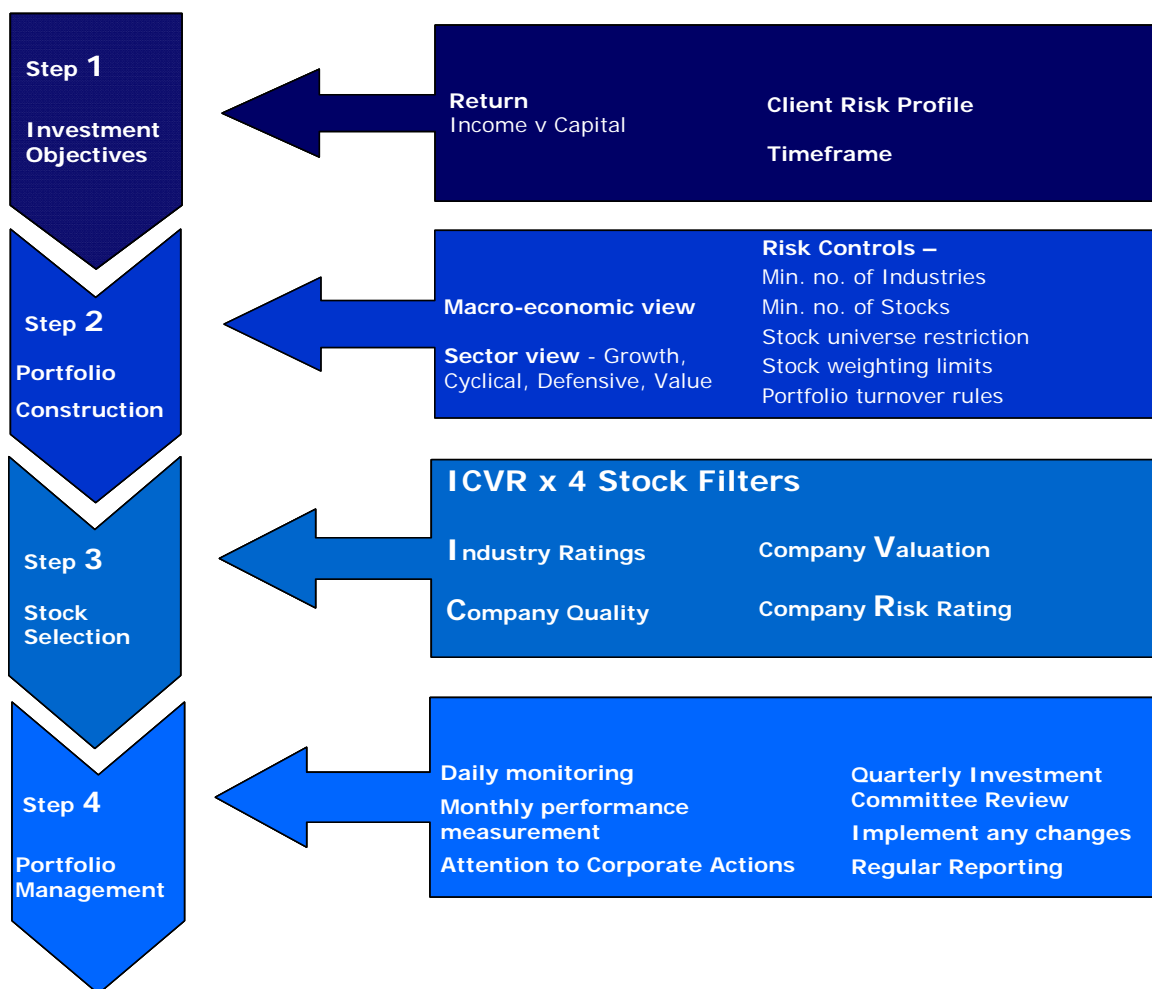 Step 1
Investment
Objectives
Return
Income v Capital
Client Risk Profile
Timeframe
Step 2
Portfolio
Construction
Macro-economic view
Sector view - Growth,
Cyclical, Defensive, Value
Risk Controls –
Min. no. of Industries
Min. no. of Stocks
Stock universe restriction
Stock weighting limits
Portfolio turnover rules
Step 3
Stock
Selection
ICVR x 4 Stock Filters
Industry Ratings
Company Quality
Company Valuation
Company Risk Rating
Step 4
Portfolio
Management
Daily monitoring
Monthly performance
measurement
Attention to Corporate Actions
Quarterly Investment
Committee Review
Implement any changes
Regular Reporting